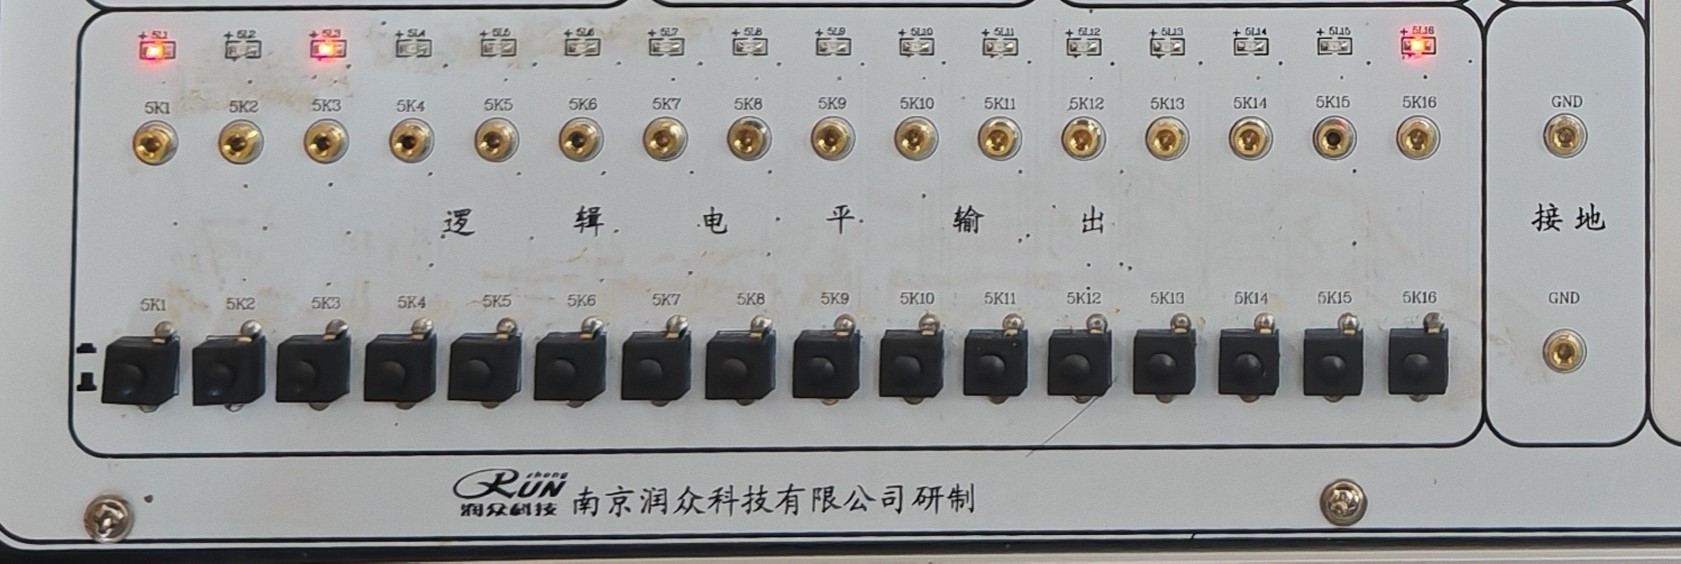 + 5L1 + 5L2 + 5L3 + 5L4 + 5L5 + 5L6 + 5L7 + 5L8 + 5L9 + 5L10 + 5L11 + 5L12 + 5L13 + 5L14 + 5L15 + 5L16
5K1 5K2 5K3 5K4 5K5 5K6 5K7 5K8 5K9 5K10 5K11 5K12 5K13 5K14 5K15 5K16 GND
逻辑电平输出 接地
5K1 5K2 5K3 5K4 5K5 5K6 5K7 5K8 5K9 5K10 5K11 5K12 5K13 5K14 5K15 5K16 GND
RUN zhong
润众科技 南京润众科技有限公司研制